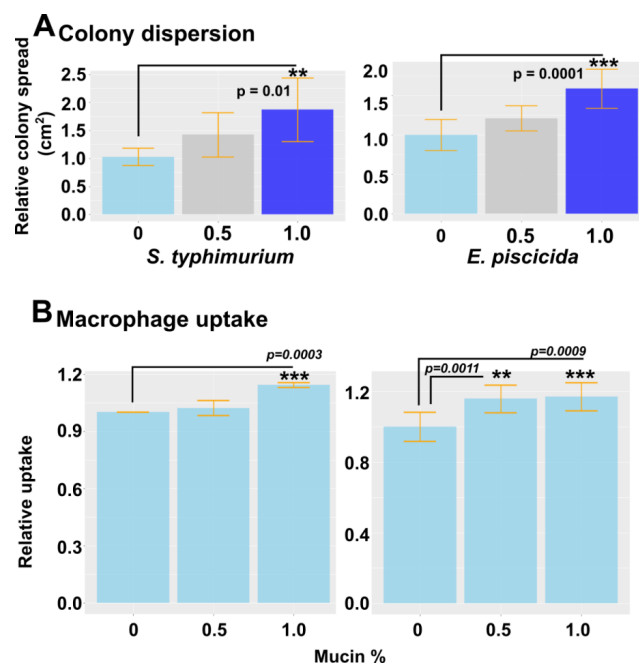 A Colony dispersion
Relative colony spread
(cm²)
2.5
2.0
1.5
1.0
0.5
0.0
**
p = 0.01
0 0.5 1.0
S. typhimurium
2.0
1.5
1.0
0.5
0.0
***
p = 0.0001
0 0.5 1.0
E. piscicida
B Macrophage uptake
Relative uptake
1.2
0.9
0.6
0.3
0.0
p=0.0003
***
0 0.5 1.0
1.2
0.8
0.4
0.0
p=0.0009
p=0.0011
** ***
0 0.5 1.0
Mucin %